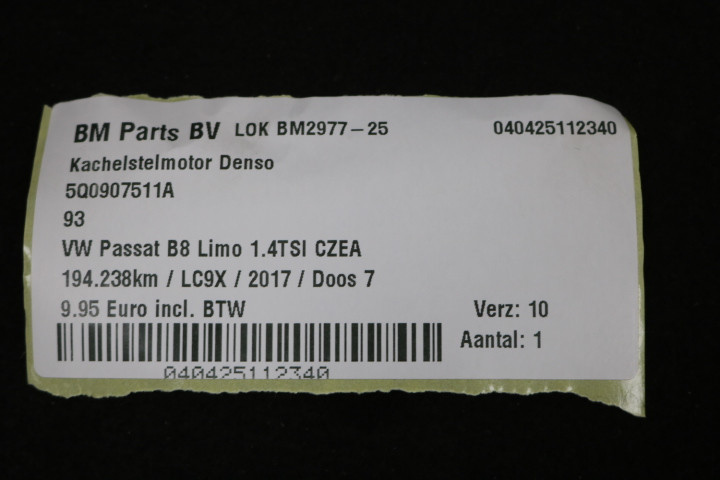 BM Parts BV LOK BM2977-25 040425112340
Kachelstelmotor Denso
5Q0907511A
93
VW Passat B8 Limo 1.4TSI CZEA
194.238km / LC9X / 2017 / Doos 7
9.95 Euro incl. BTW Verz: 10
Aantal: 1
040425112340